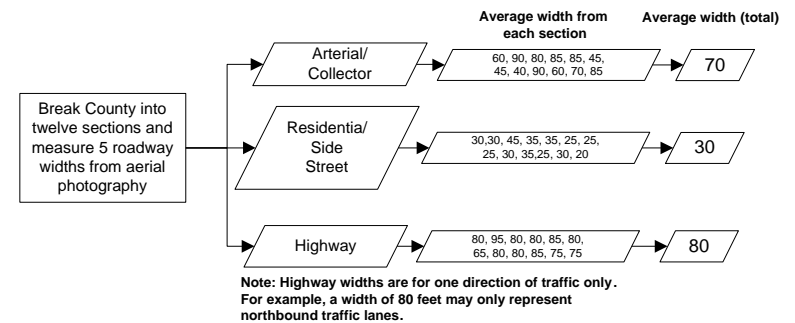 Average width from
each section
Average width (total)
Arterial/
Collector
60, 90, 80, 85, 85, 45,
45, 40, 90, 60, 70, 85
70
Break County into
twelve sections and
measure 5 roadway
widths from aerial
photography
Residentia/
Side
Street
30,30, 45, 35, 35, 25, 25,
25, 30, 35,25, 30, 20
30
Highway
80, 95, 80, 80, 85, 80,
65, 80, 80, 85, 75, 75
80
Note: Highway widths are for one direction of traffic only.
For example, a width of 80 feet may only represent
northbound traffic lanes.